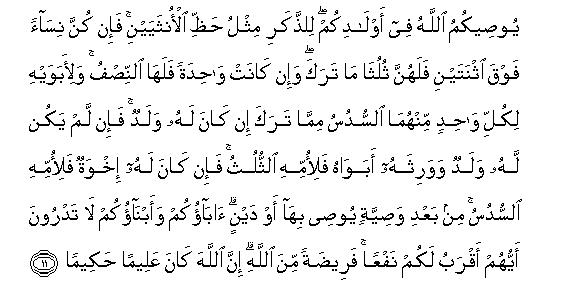 يُوصِيكُمُ ٱللَّهُ فِىٓ أَوْلَـٰدِكُمْ ۖ لِلذَّكَرِ مِثْلُ حَظِّ ٱلْأُنثَيَيْنِ ۚ فَإِن كُنَّ نِسَآءً
فَوْقَ ٱثْنَتَيْنِ فَلَهُنَّ ثُلُثَا مَا تَرَكَ ۖ وَإِن كَانَتْ وَٰحِدَةً فَلَهَا ٱلنِّصْفُ ۚ وَلِأَبَوَيْهِ
لِكُلِّ وَٰحِدٍ مِّنْهُمَا ٱلسُّدُسُ مِمَّا تَرَكَ إِن كَانَ لَهُۥ وَلَدٌ ۚ فَإِن لَّمْ يَكُن
لَّهُۥ وَلَدٌ وَوَرِثَهُۥٓ أَبَوَاهُ فَلِأُمِّهِ ٱلثُّلُثُ ۚ فَإِن كَانَ لَهُۥٓ إِخْوَةٌ فَلِأُمِّهِ
ٱلسُّدُسُ ۚ مِنۢ بَعْدِ وَصِيَّةٍ يُوصِى بِهَآ أَوْ دَيْنٍ ۗ ءَابَآؤُكُمْ وَأَبْنَآؤُكُمْ لَا تَدْرُونَ
أَيُّهُمْ أَقْرَبُ لَكُمْ نَفْعًا ۚ فَرِيضَةً مِّنَ ٱللَّهِ ۗ إِنَّ ٱللَّهَ كَانَ عَلِيمًا حَكِيمًا ١١